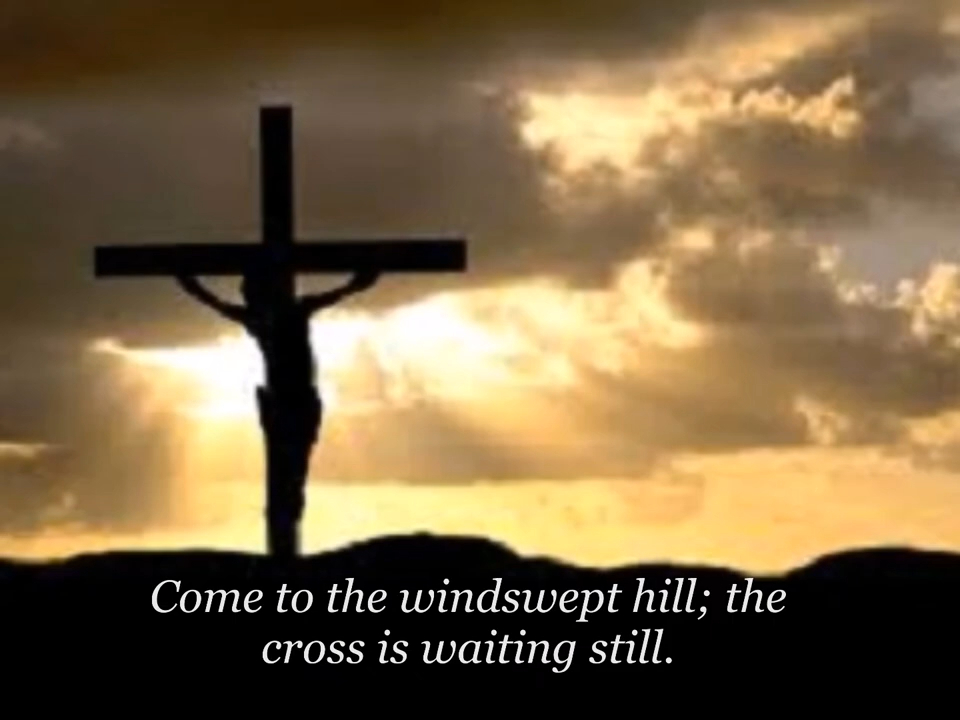 Come to the windswept hill; the
cross is waiting still.